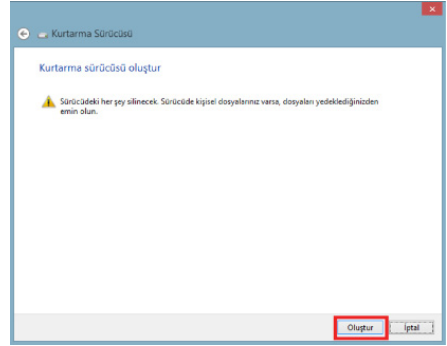 Kurtarma Sürücüsü
Kurtarma sürücüsü oluştur
Sürücüdeki her şey silinecek. Sürücüde kişisel dosyalarınız varsa, dosyaları yedeklediğinizden
emin olun.
Oluştur İptal